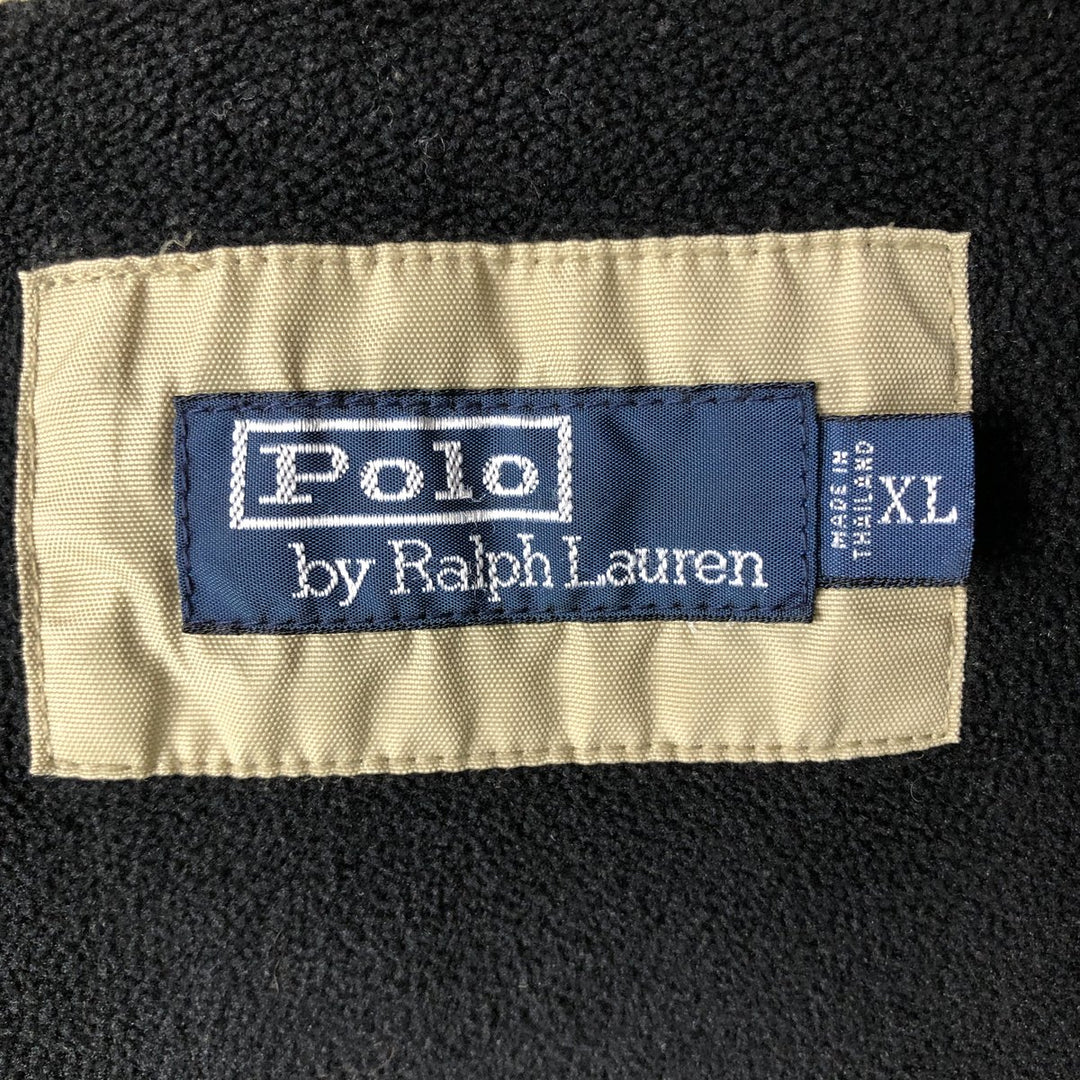 Polo
by Ralph Lauren
MADE IN
THAILAND
XL